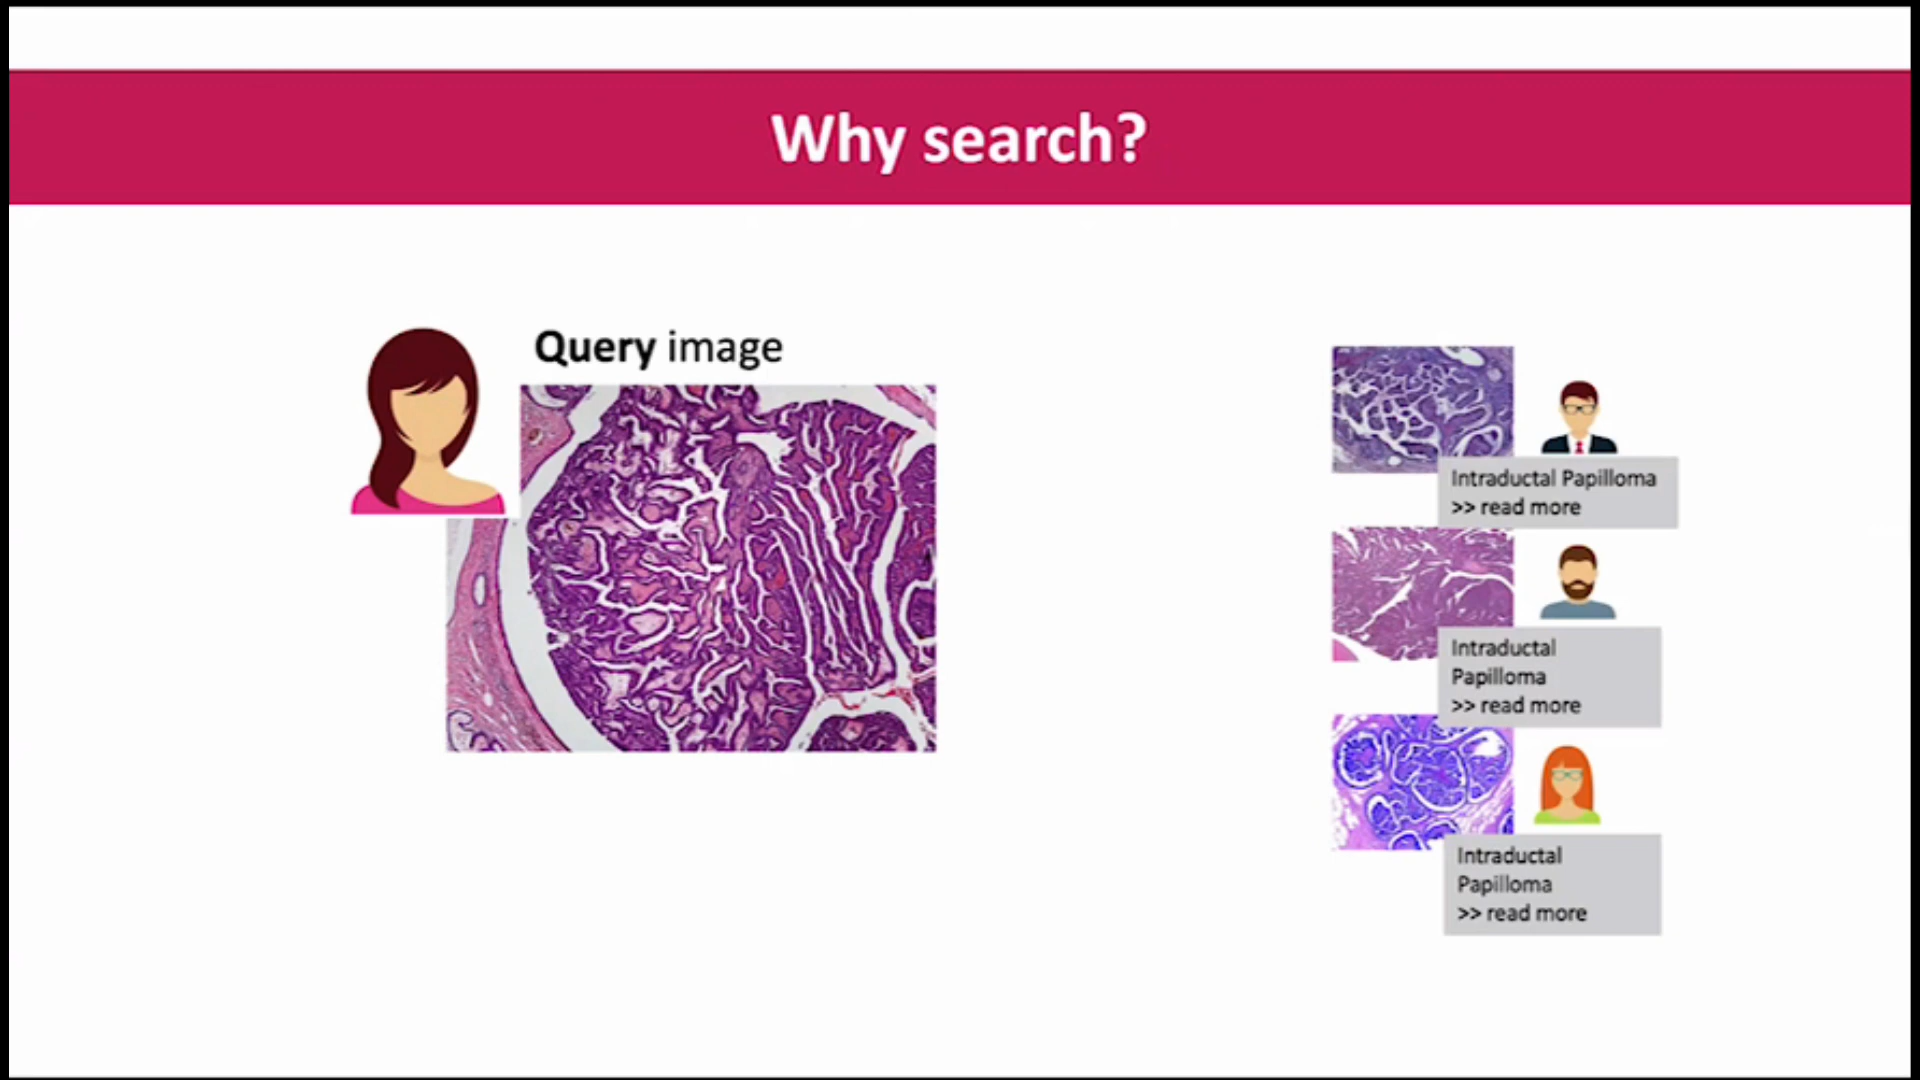 Why search?
Query image
Intraductal Papilloma
>> read more
Intraductal
Papilloma
>> read more
Intraductal
Papilloma
>> read more